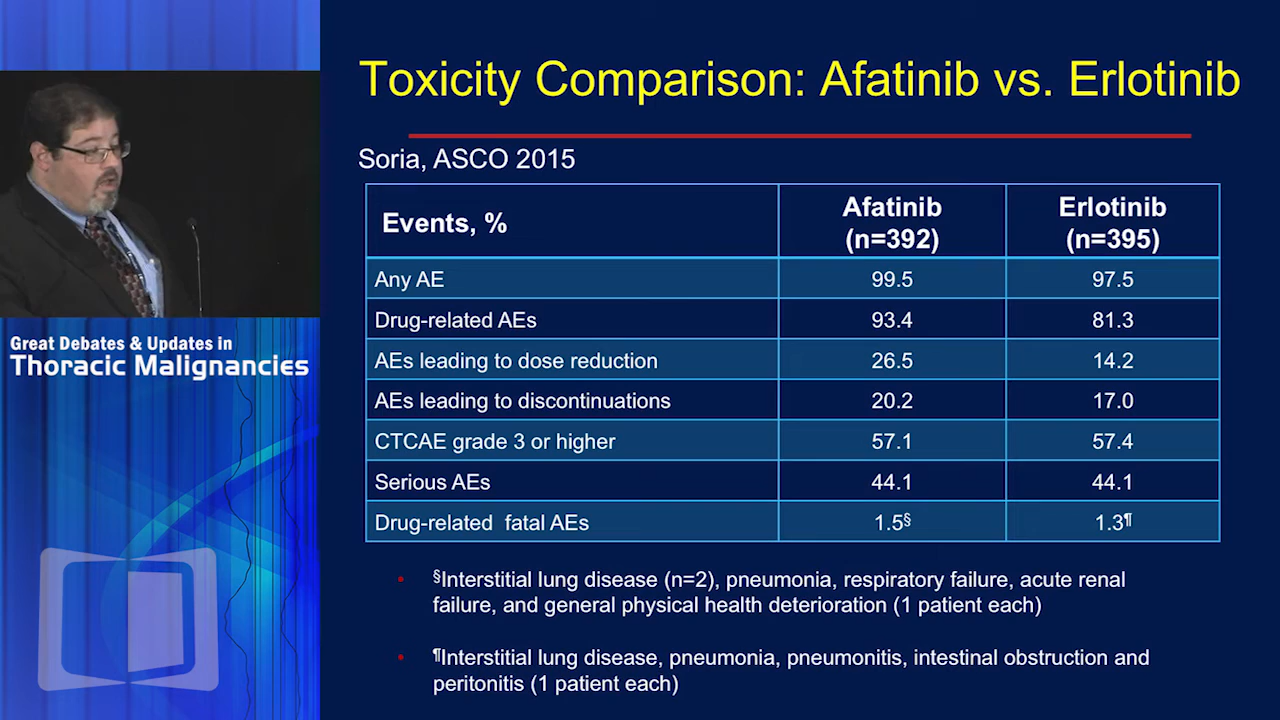 Toxicity Comparison: Afatinib vs. Erlotinib
Soria, ASCO 2015
Events, % Afatinib (n=392) Erlotinib (n=395)
Any AE 99.5 97.5
Drug-related AEs 93.4 81.3
AEs leading to dose reduction 26.5 14.2
AEs leading to discontinuations 20.2 17.0
CTCAE grade 3 or higher 57.1 57.4
Serious AEs 44.1 44.1
Drug-related fatal AEs 1.5§ 1.3¶
• §Interstitial lung disease (n=2), pneumonia, respiratory failure, acute renal
failure, and general physical health deterioration (1 patient each)
• ¶Interstitial lung disease, pneumonia, pneumonitis, intestinal obstruction and
peritonitis (1 patient each)
Great Debates & Updates in
Thoracic Malignancies